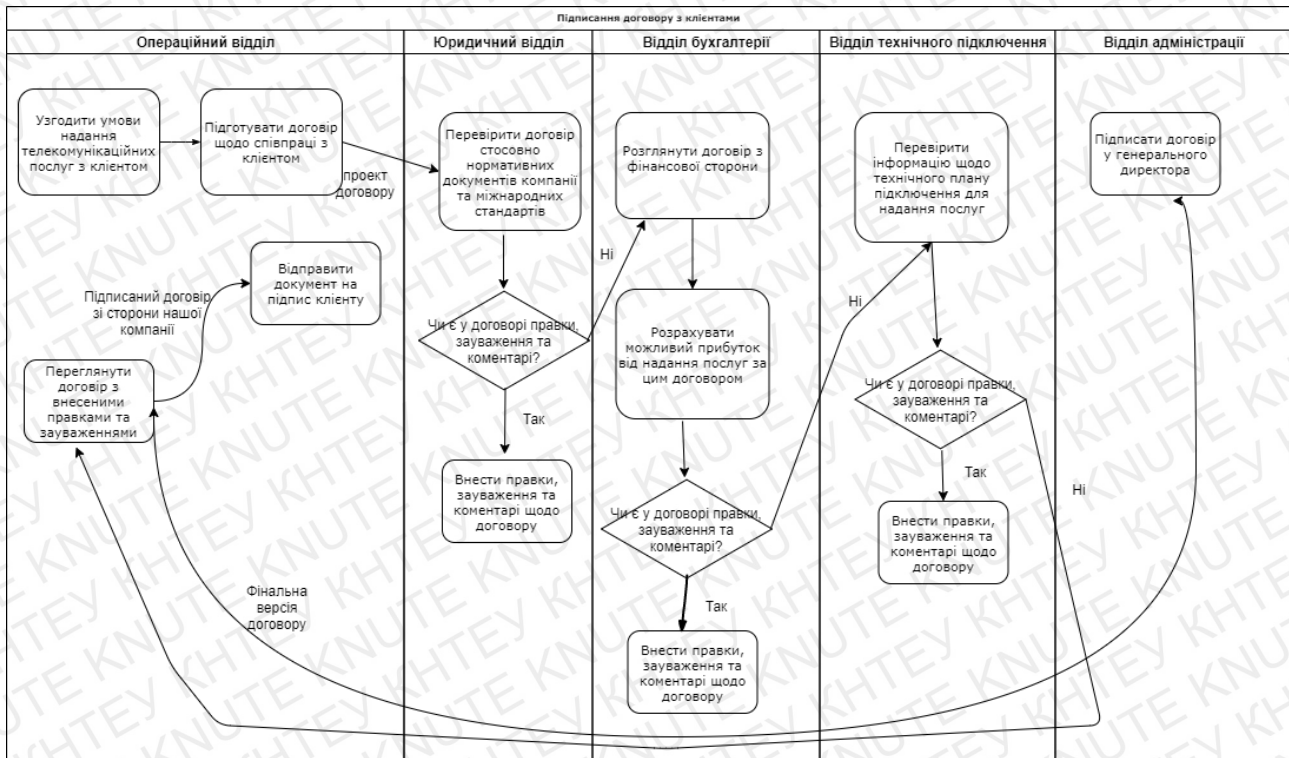 Підписання договору з клієнтами
Операційний відділ
Юридичний відділ
Відділ бухгалтерії
Відділ технічного підключення
Відділ адміністрації
Узгодити умови
надання
телекомунікаційних
послуг з клієнтом
Підготувати договір
щодо співпраці з
клієнтом
проект
договору
Відправити
документ на
підпис клієнту
Підписаний договір
зі сторони нашої
компанії
Переглянути
договір з
внесеними
правками та
зауваженнями
Фінальна
версія
договору
Перевірити договір
стосовно
нормативних
документів компанії
та міжнародних
стандартів
Ні
Чи є у договорі правки,
зауваження та
коментарі?
Так
Внести правки,
зауваження та
коментарі щодо
договору
Розглянути договір з
фінансової сторони
Розрахувати
можливий прибуток
від надання послуг за
цим договором
Чи є у договорі правки,
зауваження та
коментарі?
Так
Внести правки,
зауваження та
коментарі щодо
договору
Ні
Перевірити
інформацію щодо
технічного плану
підключення для
надання послуг
Чи є у договорі правки,
зауваження та
коментарі?
Так
Внести правки,
зауваження та
коментарі щодо
договору
Ні
Підписати договір
у генерального
директора
КНТЕУ KNUTE